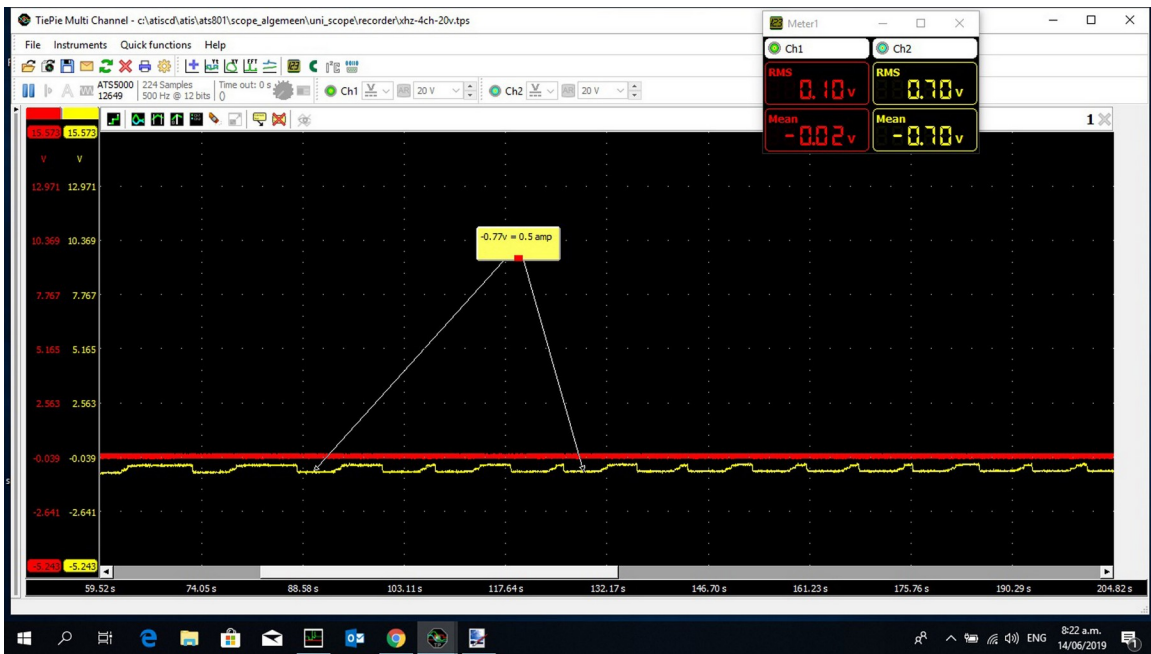 TiePie Multi Channel - c:\atiscd\atis\ats801\scope_algemeen\uni_scope\recorder\xhz-4ch-20v.tps
File Instruments Quick functions Help
ATS5000 224 Samples Time out: 0 s
12649 500 Hz @ 12 bits 0
Ch1 AR 20 V Ch2 AR 20 V
Meter1
Ch1 Ch2
RMS RMS
0.10 V 0.70 V
Mean Mean
-0.02 V -0.70 V
1
15.573 15.573
V V
12.971 12.971
10.369 10.369
-0.77v = 0.5 amp
7.767 7.767
5.165 5.165
2.563 2.563
-0.039 -0.039
-2.641 -2.641
-5.243 -5.243
59.52 s 74.05 s 88.58 s 103.11 s 117.64 s 132.17 s 146.70 s 161.23 s 175.76 s 190.29 s 204.82 s
ENG 8:22 a.m.
14/06/2019